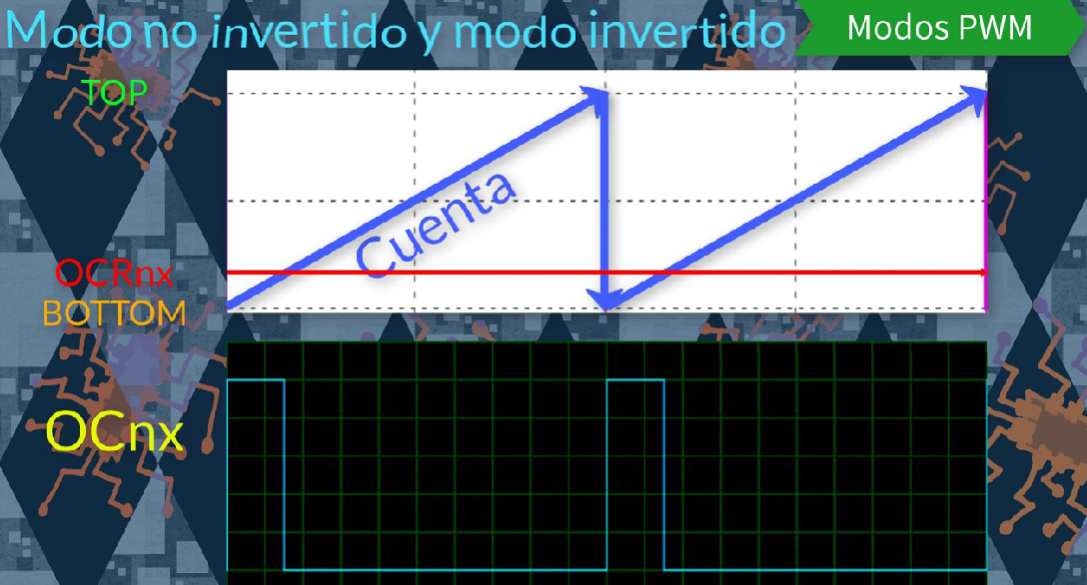 Modo no invertido y modo invertido
Modos PWM
TOP
Cuenta
OCRnx
BOTTOM
OCnx